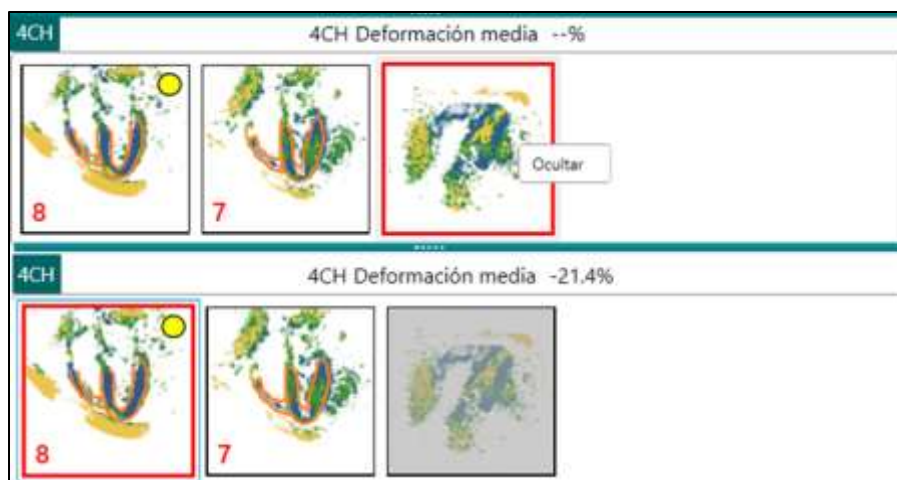 4CH 4CH Deformación media --%
Ocultar
8 7
4CH 4CH Deformación media -21.4%
8 7